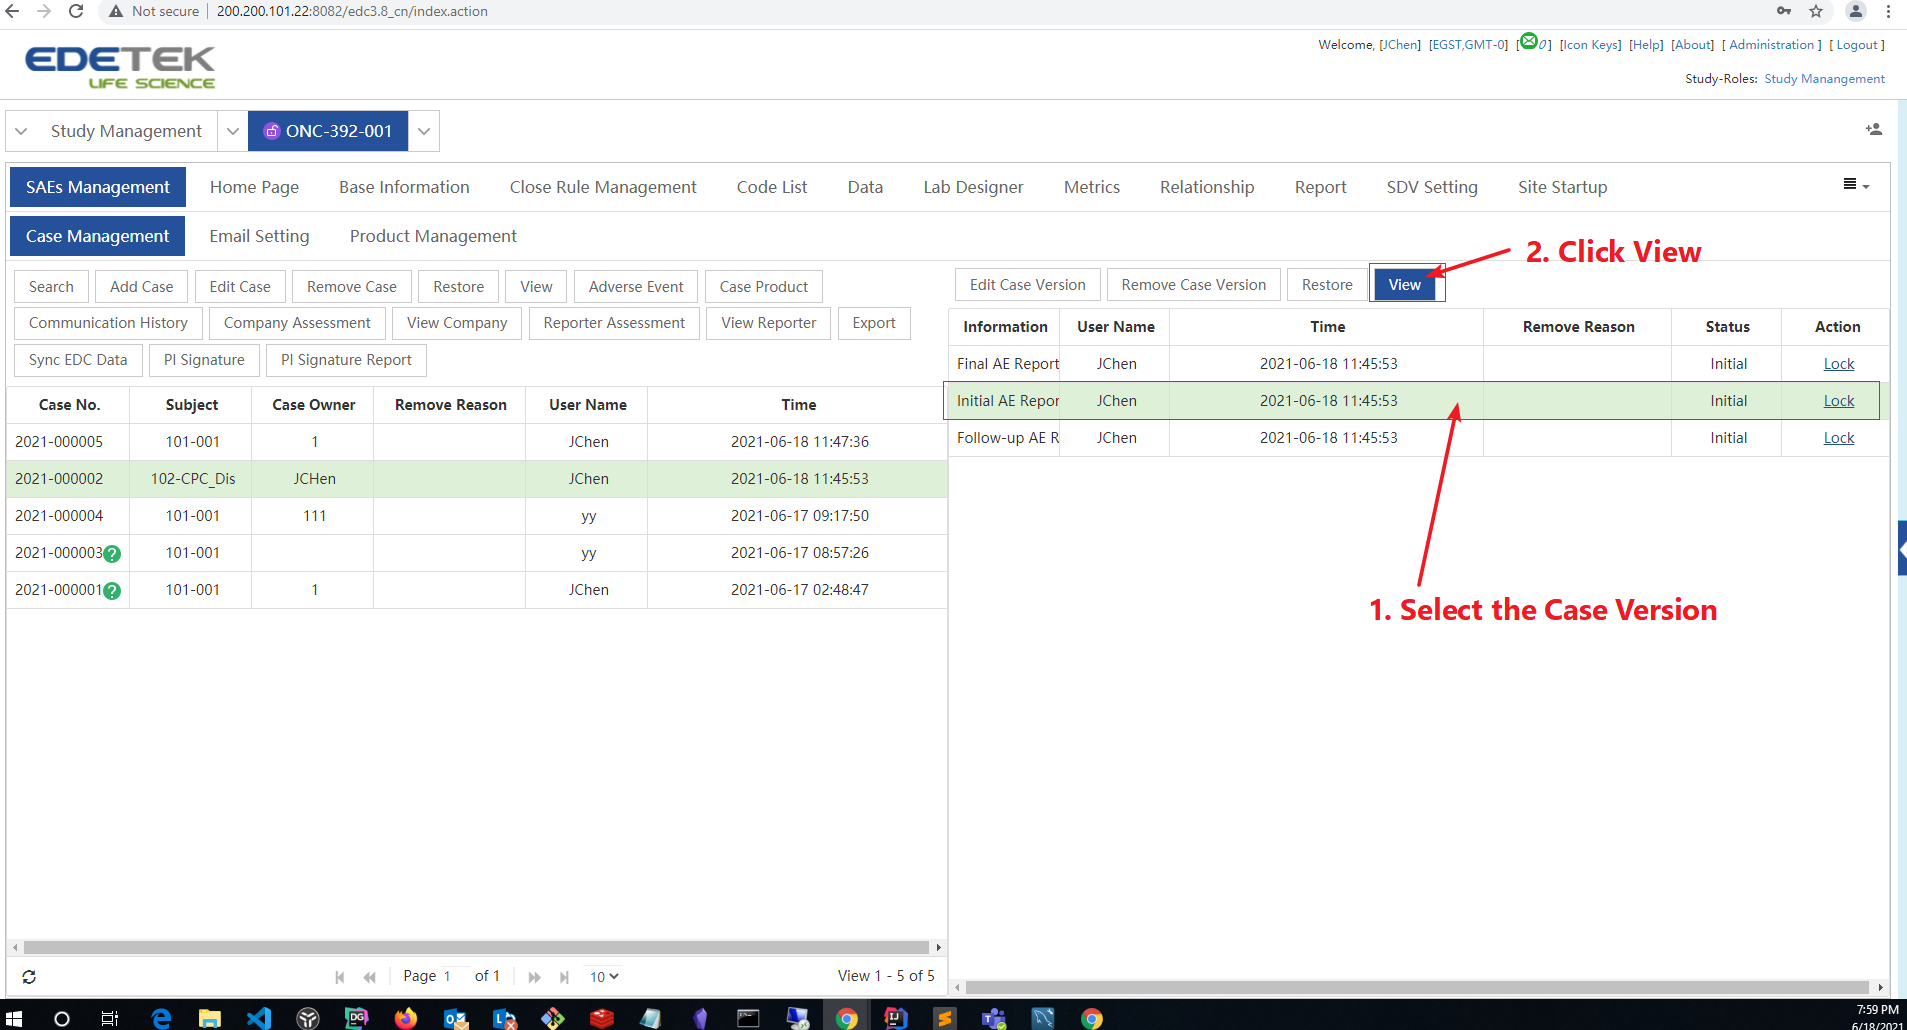 Not secure | 200.200.101.22:8082/edc3.8_cn/index.action
EDETEK
LIFE SCIENCE
Welcome, [JChen] [EGST,GMT-0] [ 0 ] [Icon Keys] [Help] [About] [ Administration ] [ Logout ]
Study-Roles: Study Manangement
Study Management ONC-392-001
SAEs Management Home Page Base Information Close Rule Management Code List Data Lab Designer Metrics Relationship Report SDV Setting Site Startup
Case Management Email Setting Product Management
2. Click View
Search Add Case Edit Case Remove Case Restore View Adverse Event Case Product
Communication History Company Assessment View Company Reporter Assessment View Reporter Export
Sync EDC Data PI Signature PI Signature Report
Case No. Subject Case Owner Remove Reason User Name Time
2021-000005 101-001 1 JChen 2021-06-18 11:47:36
2021-000002 102-CPC_Dis JCHen JChen 2021-06-18 11:45:53
2021-000004 101-001 111 yy 2021-06-17 09:17:50
2021-000003 ? 101-001 yy 2021-06-17 08:57:26
2021-000001 ? 101-001 1 JChen 2021-06-17 02:48:47
Page 1 of 1 10 View 1 - 5 of 5
Edit Case Version Remove Case Version Restore View
Information User Name Time Remove Reason Status Action
Final AE Report JChen 2021-06-18 11:45:53 Initial Lock
Initial AE Repor JChen 2021-06-18 11:45:53 Initial Lock
Follow-up AE R JChen 2021-06-18 11:45:53 Initial Lock
1. Select the Case Version
DG
7:59 PM
6/18/2021